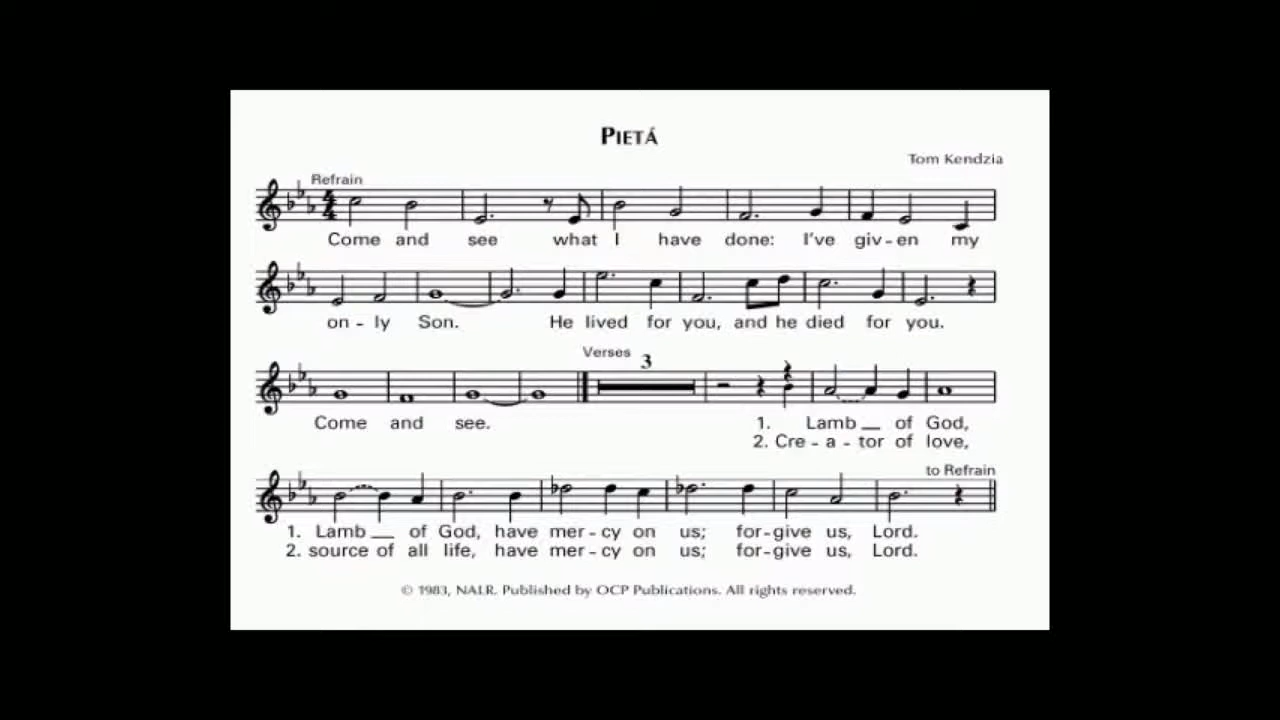 PIETÁ
Tom Kendzia
Refrain
Come and see what I have done: I've giv-en my
on-ly Son. He lived for you, and he died for you.
Verses
3
Come and see. 1. Lamb __ of God,
2. Cre-a-tor of love,
to Refrain
1. Lamb __ of God, have mer-cy on us; for-give us, Lord.
2. source of all life, have mer-cy on us; for-give us, Lord.
© 1983, NALR. Published by OCP Publications. All rights reserved.